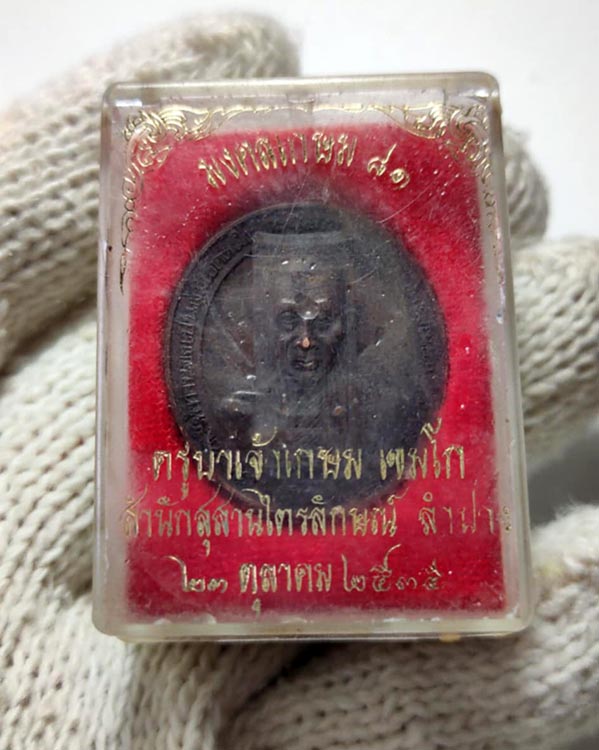 มงคลเกษม ๘๑
ครูบาเจ้าเกษม เขมโก
สำนักสุสานไตรลักษณ์ ลำปาง
๒๓ ตุลาคม ๒๕๓๕